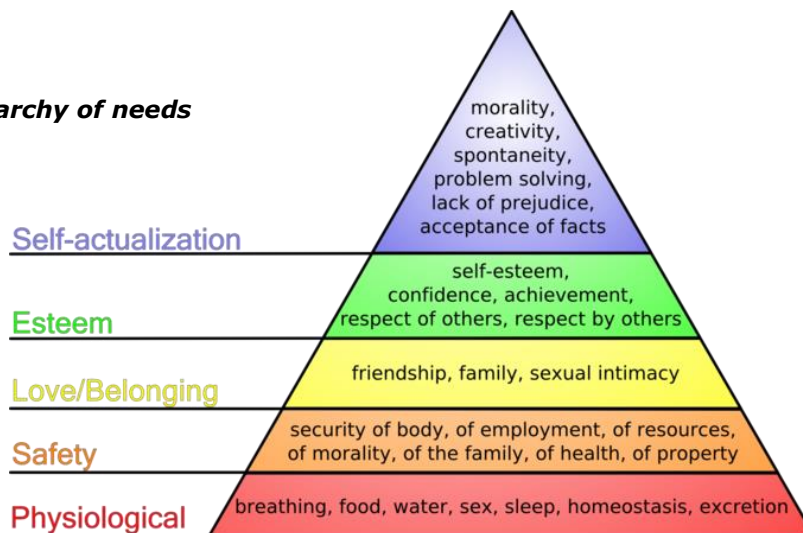 archy of needs
morality,
creativity,
spontaneity,
problem solving,
lack of prejudice,
acceptance of facts
Self-actualization
self-esteem,
confidence, achievement,
respect of others, respect by others
Esteem
friendship, family, sexual intimacy
Love/Belonging
security of body, of employment, of resources,
of morality, of the family, of health, of property
Safety
breathing, food, water, sex, sleep, homeostasis, excretion
Physiological